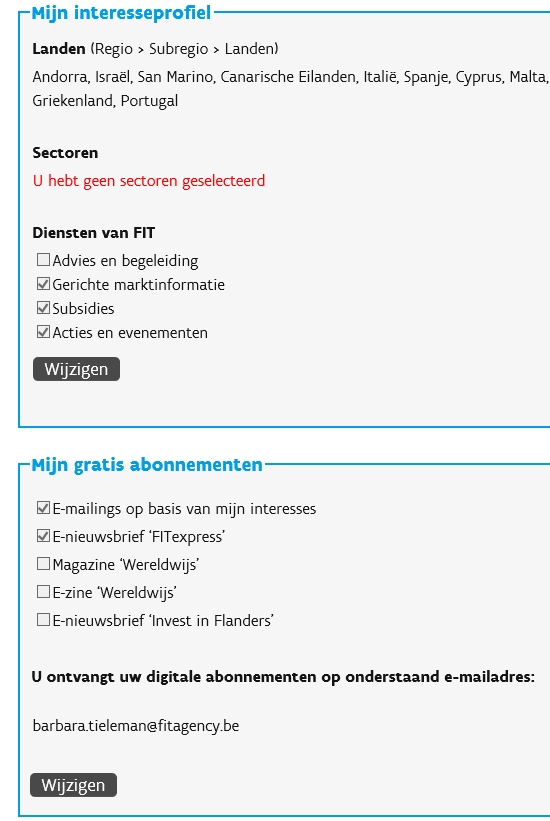 Mijn interesseprofiel
Landen (Regio > Subregio > Landen)
Andorra, Israël, San Marino, Canarische Eilanden, Italië, Spanje, Cyprus, Malta,
Griekenland, Portugal
Sectoren
U hebt geen sectoren geselecteerd
Diensten van FIT
Advies en begeleiding
Gerichte marktinformatie
Subsidies
Acties en evenementen
Wijzigen
Mijn gratis abonnementen
E-mailings op basis van mijn interesses
E-nieuwsbrief ‘FITexpress’
Magazine ‘Wereldwijs’
E-zine ‘Wereldwijs’
E-nieuwsbrief ‘Invest in Flanders’
U ontvangt uw digitale abonnementen op onderstaand e-mailadres:
barbara.tieleman@fitagency.be
Wijzigen